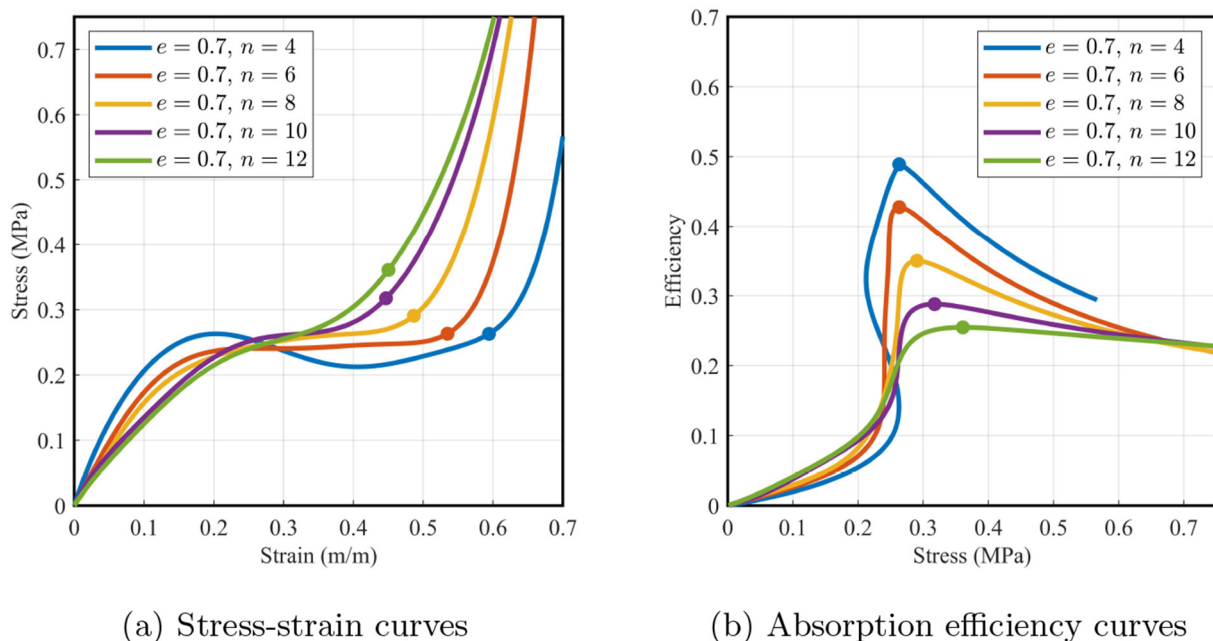 0.7
0.6
0.5
0.4
0.3
0.2
0.1
0
Stress (MPa)
e = 0.7, n = 4
e = 0.7, n = 6
e = 0.7, n = 8
e = 0.7, n = 10
e = 0.7, n = 12
0 0.1 0.2 0.3 0.4 0.5 0.6 0.7
Strain (m/m)
(a) Stress-strain curves
0.7
0.6
0.5
0.4
0.3
0.2
0.1
0
Efficiency
e = 0.7, n = 4
e = 0.7, n = 6
e = 0.7, n = 8
e = 0.7, n = 10
e = 0.7, n = 12
0 0.1 0.2 0.3 0.4 0.5 0.6 0.7
Stress (MPa)
(b) Absorption efficiency curves